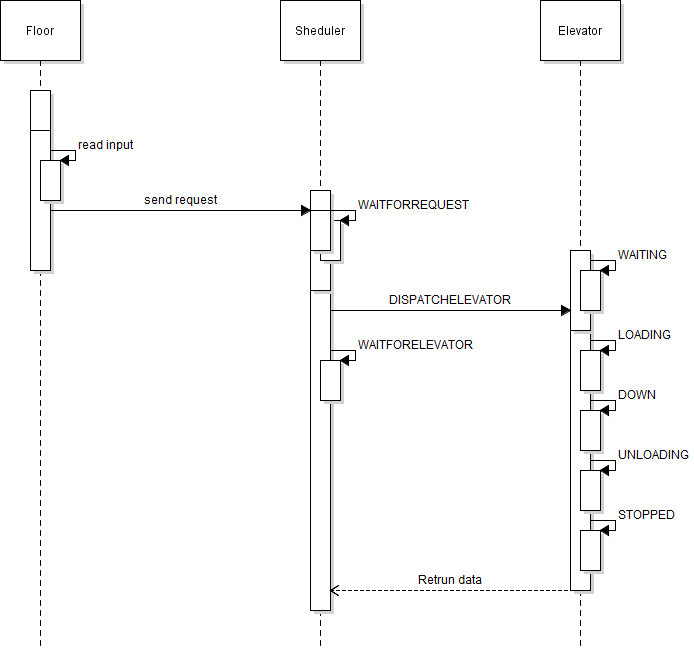 Floor
Sheduler
Elevator
read input
send request
WAITFORREQUEST
WAITING
DISPATCHELEVATOR
LOADING
WAITFORELEVATOR
DOWN
UNLOADING
STOPPED
Retrun data